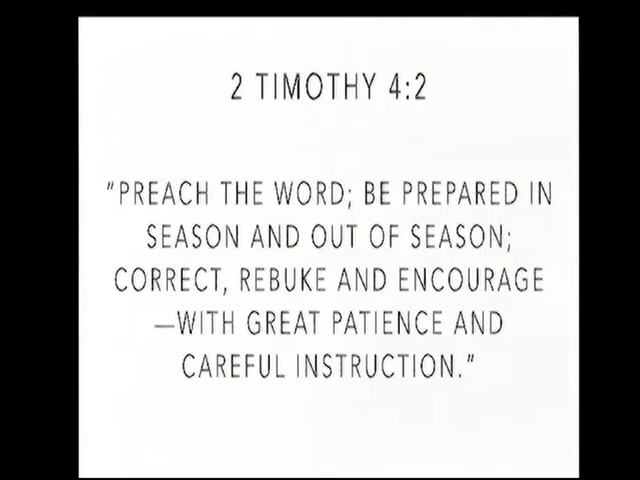 2 TIMOTHY 4:2
"PREACH THE WORD; BE PREPARED IN
SEASON AND OUT OF SEASON;
CORRECT, REBUKE AND ENCOURAGE
—WITH GREAT PATIENCE AND
CAREFUL INSTRUCTION."